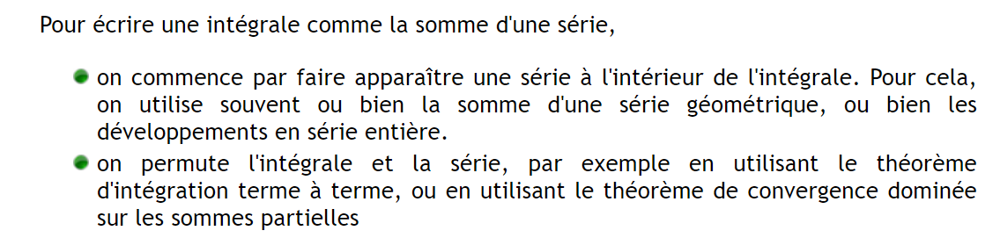 Pour écrire une intégrale comme la somme d'une série,
on commence par faire apparaître une série à l'intérieur de l'intégrale. Pour cela,
on utilise souvent ou bien la somme d'une série géométrique, ou bien les
développements en série entière.
on permute l'intégrale et la série, par exemple en utilisant le théorème
d'intégration terme à terme, ou en utilisant le théorème de convergence dominée
sur les sommes partielles